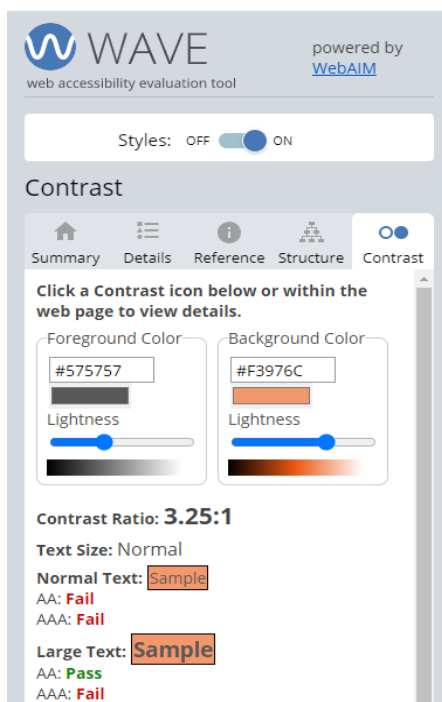 WAVE
powered by
WebAIM
web accessibility evaluation tool
Styles: OFF ON
Contrast
Summary Details Reference Structure Contrast
Click a Contrast icon below or within the
web page to view details.
Foreground Color Background Color
#575757 #F3976C
Lightness Lightness
Contrast Ratio: 3.25:1
Text Size: Normal
Normal Text: Sample
AA: Fail
AAA: Fail
Large Text: Sample
AA: Pass
AAA: Fail